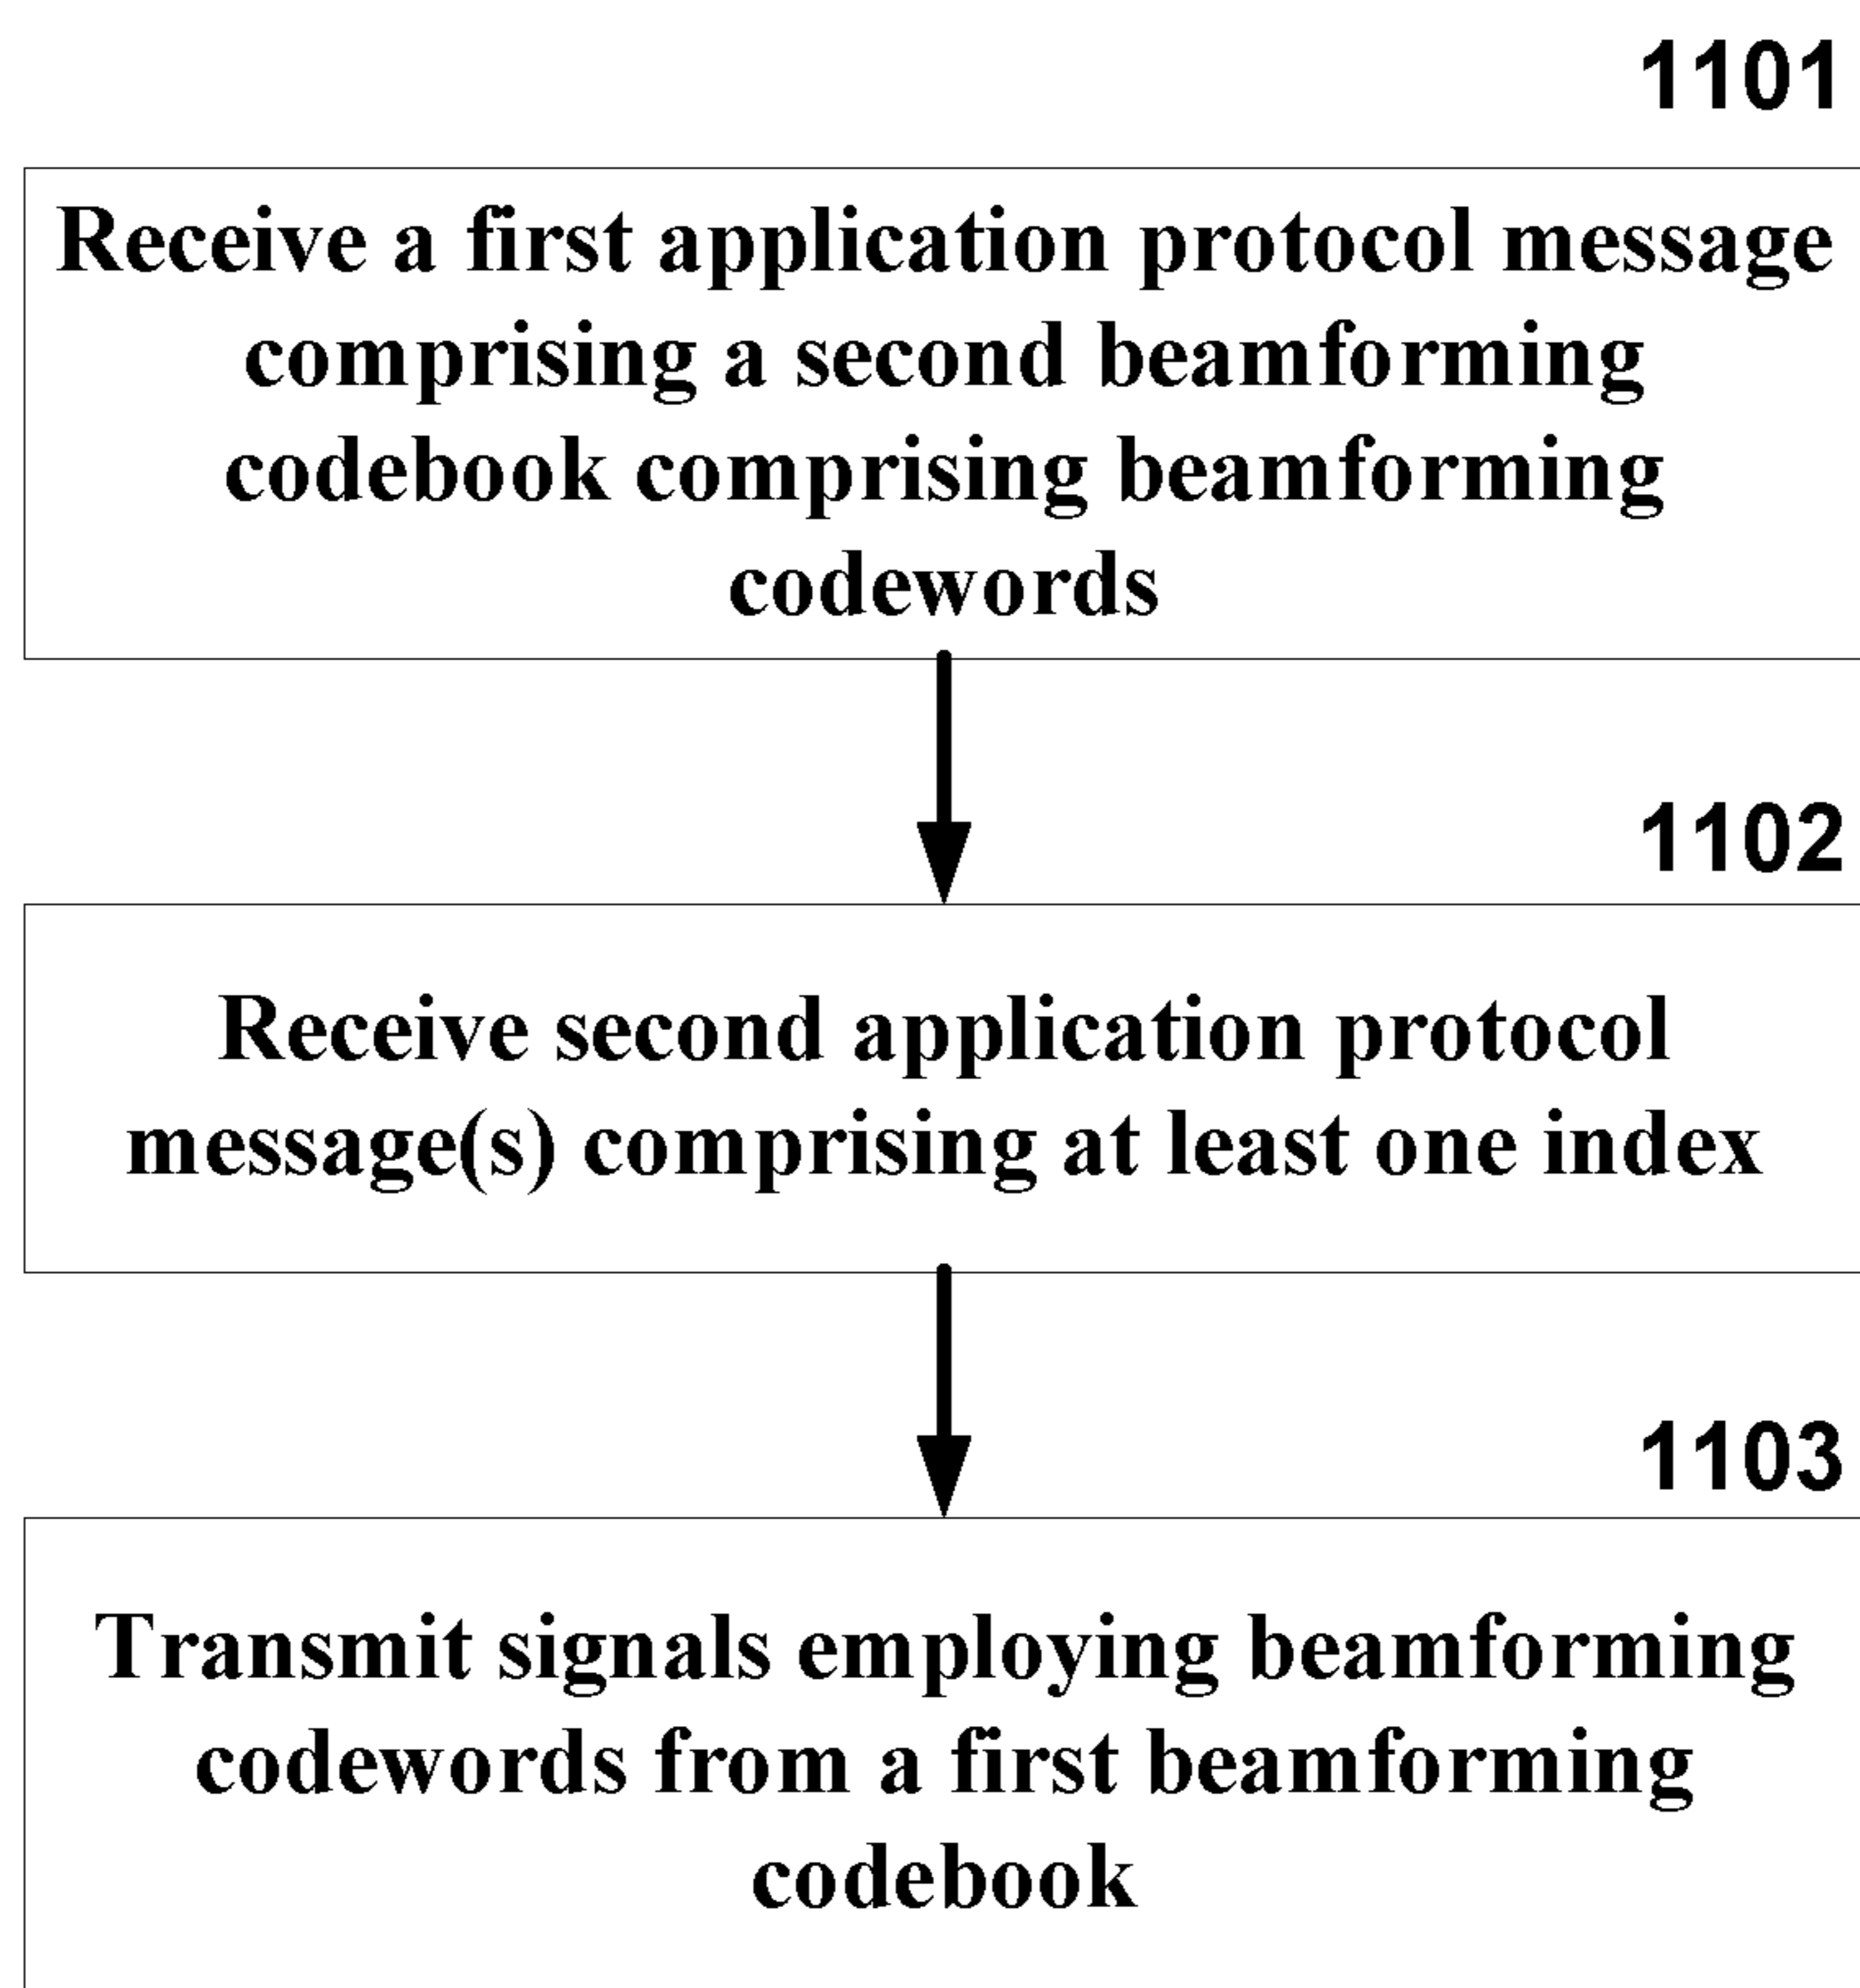 1101
Receive a first application protocol message
comprising a second beamforming
codebook comprising beamforming
codewords
1102
Receive second application protocol
message(s) comprising at least one index
1103
Transmit signals employing beamforming
codewords from a first beamforming
codebook